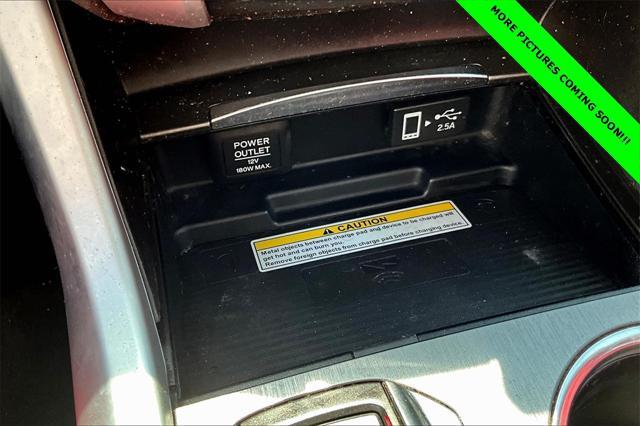 MORE PICTURES COMING SOON!!!
POWER
OUTLET
12V
180W MAX.
2.5A
CAUTION
Metal objects between charge pad and device to be charged will
get hot and can burn you.
Remove foreign objects from charge pad before charging device.